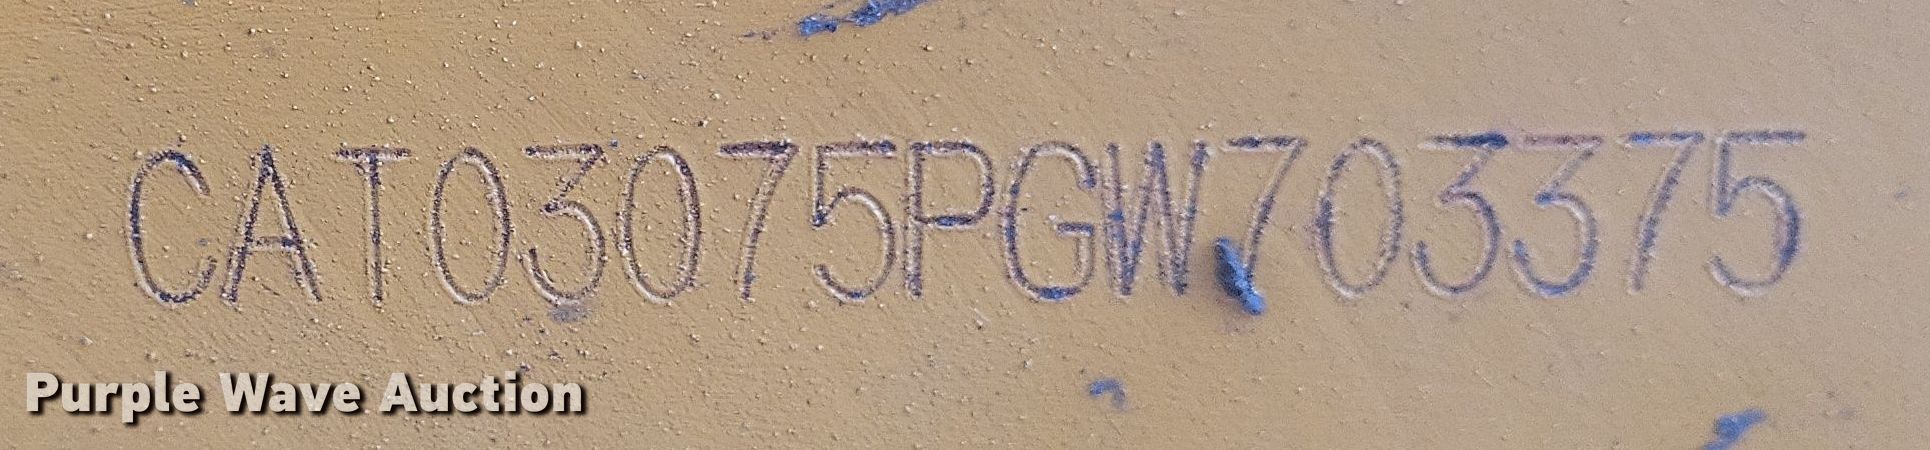 CAT03075PGW703375
Purple Wave Auction